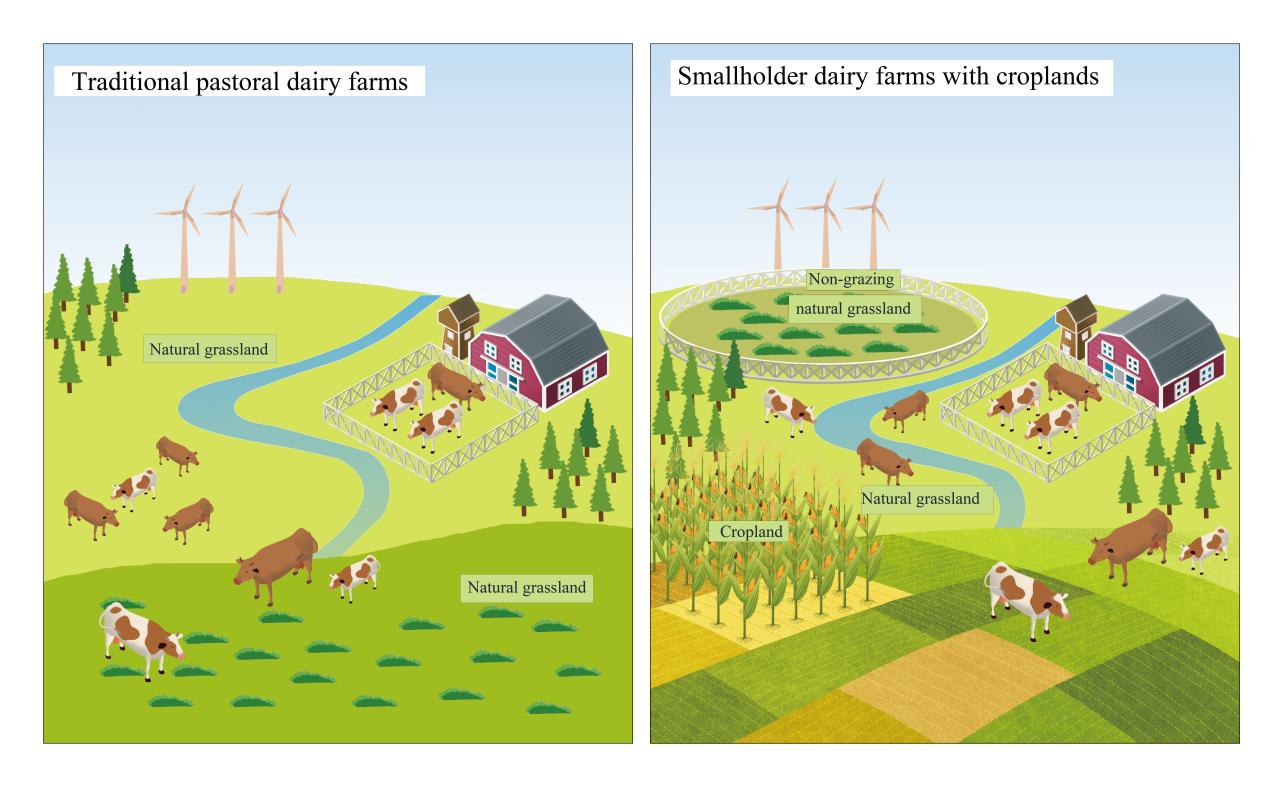 Traditional pastoral dairy farms
Natural grassland
Natural grassland
Smallholder dairy farms with croplands
Non-grazing
natural grassland
Natural grassland
Cropland